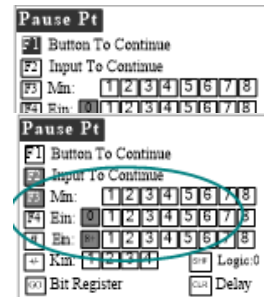 Pause Pt
F1 Button To Continue
F2 Input To Continue
F3 Mn: 1 2 3 4 5 6 7 8
F4 Ein: 0 1 2 3 4 5 6 7 8
Pause Pt
F1 Button To Continue
F2 Input To Continue
F3 Mn: 1 2 3 4 5 6 7 8
F4 Ein: 0 1 2 3 4 5 6 7 8
En: 1 2 3 4 5 6 7 8
+/- Km: 1 2 3 4 SHF Logic:0
GO Bit Register CLR Delay